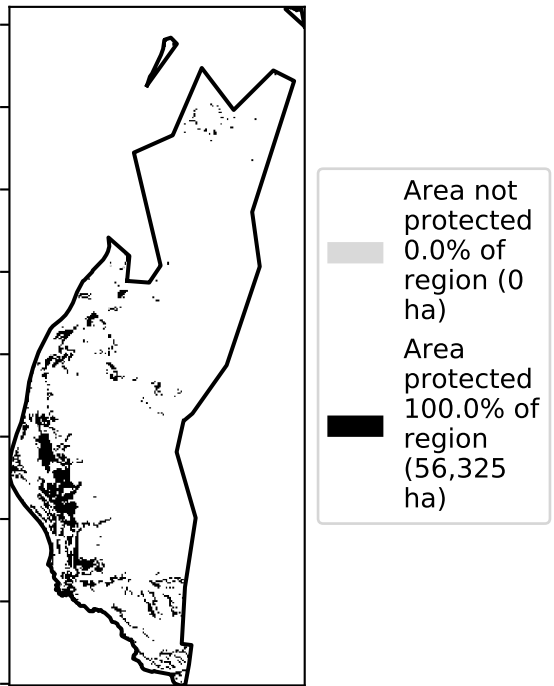 Area not
protected
0.0% of
region (0
ha)
Area
protected
100.0% of
region
(56,325
ha)